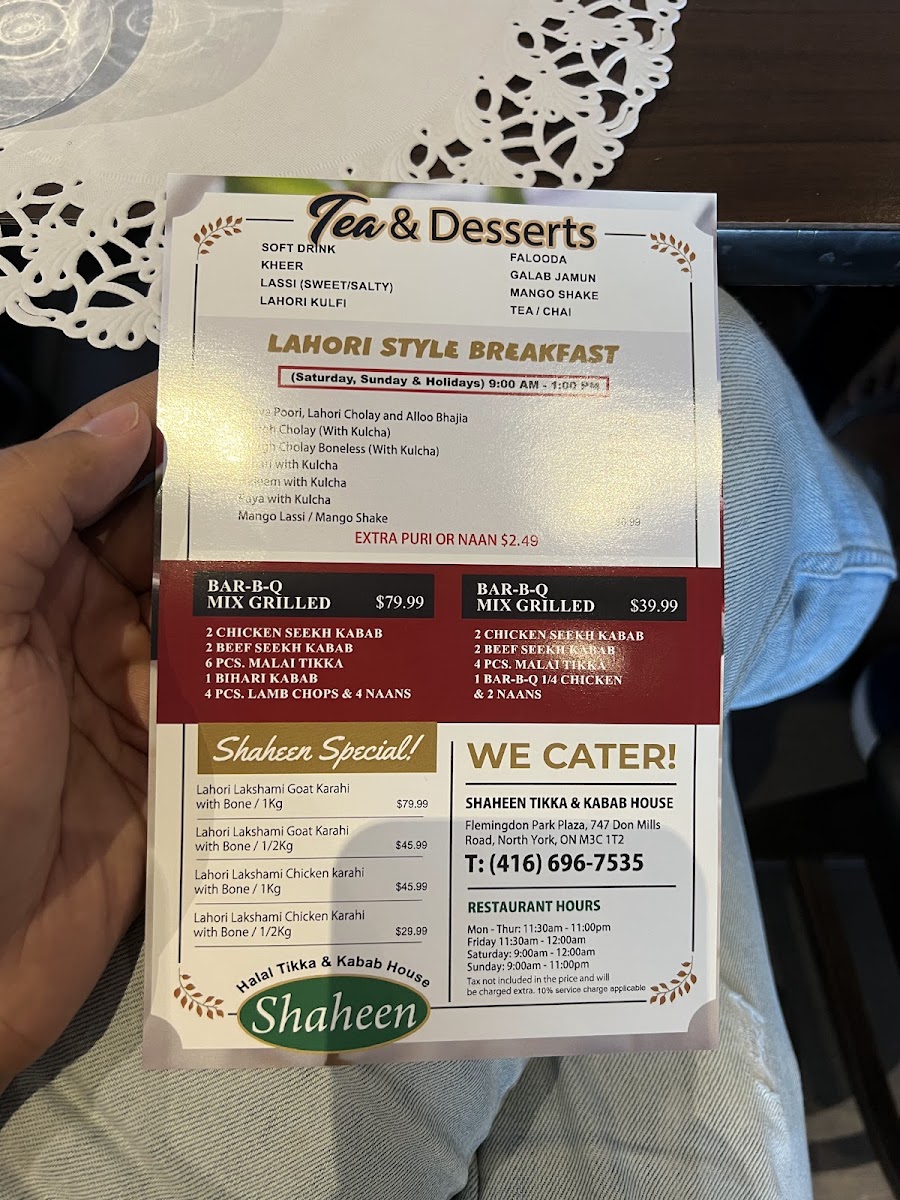 Tea & Desserts
SOFT DRINK
KHEER
LASSI (SWEET/SALTY)
LAHORI KULFI
FALOODA
GALAB JAMUN
MANGO SHAKE
TEA / CHAI
LAHORI STYLE BREAKFAST
(Saturday, Sunday & Holidays) 9:00 AM - 1:00 PM
Poori, Lahori Cholay and Alloo Bhajia
Cholay (With Kulcha)
Cholay Boneless (With Kulcha)
with Kulcha
with Kulcha
with Kulcha
Mango Lassi / Mango Shake
EXTRA PURI OR NAAN $2.49
BAR-B-Q
MIX GRILLED $79.99
2 CHICKEN SEEKH KABAB
2 BEEF SEEKH KABAB
6 PCS. MALAI TIKKA
1 BIHARI KABAB
4 PCS. LAMB CHOPS & 4 NAANS
BAR-B-Q
MIX GRILLED $39.99
2 CHICKEN SEEKH KABAB
2 BEEF SEEKH KABAB
4 PCS. MALAI TIKKA
1 BAR-B-Q 1/4 CHICKEN
& 2 NAANS
Shaheen Special!
Lahori Lakshami Goat Karahi
with Bone / 1Kg $79.99
Lahori Lakshami Goat Karahi
with Bone / 1/2Kg $45.99
Lahori Lakshami Chicken karahi
with Bone / 1Kg $45.99
Lahori Lakshami Chicken Karahi
with Bone / 1/2Kg $29.99
Halal Tikka & Kabab House
Shaheen
WE CATER!
SHAHEEN TIKKA & KABAB HOUSE
Flemingdon Park Plaza, 747 Don Mills
Road, North York, ON M3C 1T2
T: (416) 696-7535
RESTAURANT HOURS
Mon - Thur: 11:30am - 11:00pm
Friday 11:30am - 12:00am
Saturday: 9:00am - 12:00am
Sunday: 9:00am - 11:00pm
Tax not included in the price and will
be charged extra. 10% service charge applicable